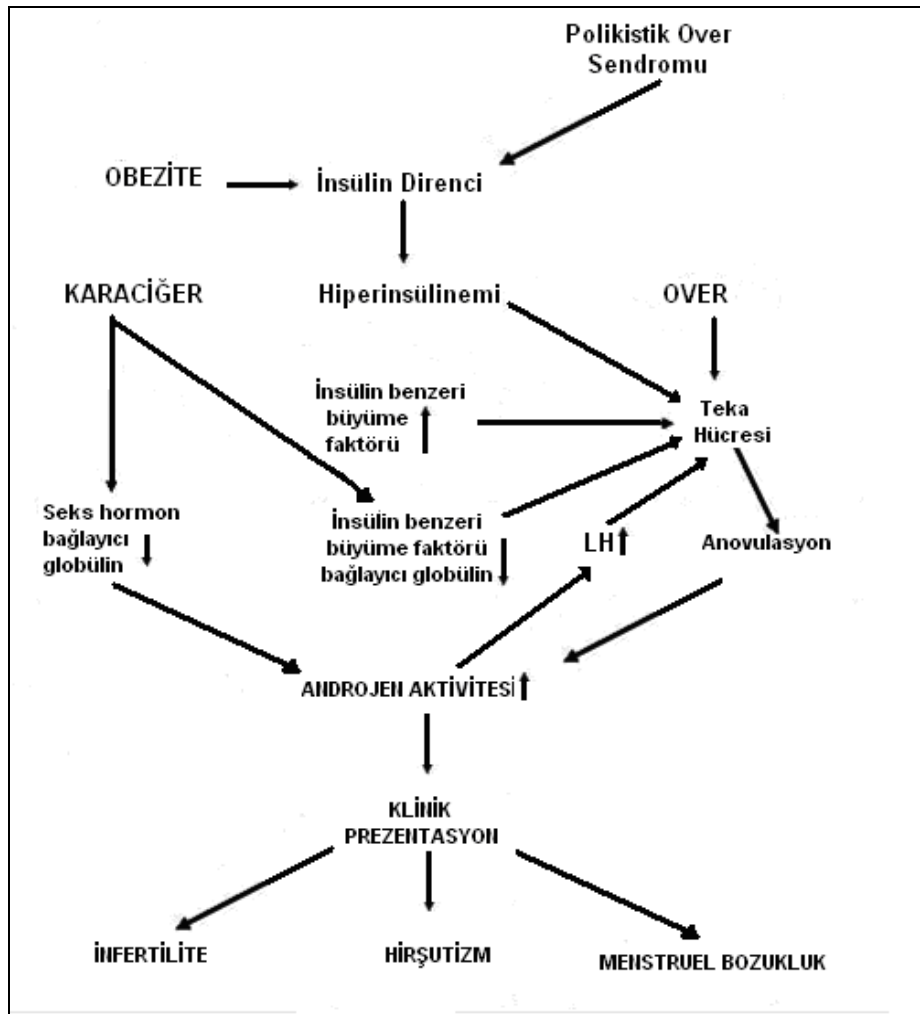 Polikistik Over
Sendromu
OBEZİTE
İnsülin Direnci
KARACİĞER
Hiperinsülinemi
OVER
İnsülin benzeri
büyüme
faktörü
Teka
Hücresi
Seks hormon
bağlayıcı
globülin
İnsülin benzeri
büyüme faktörü
bağlayıcı globülin
LH
Anovulasyon
ANDROJEN AKTİVİTESİ
KLİNİK
PREZENTASYON
İNFERTİLİTE
HİRŞUTİZM
MENSTRUEL BOZUKLUK